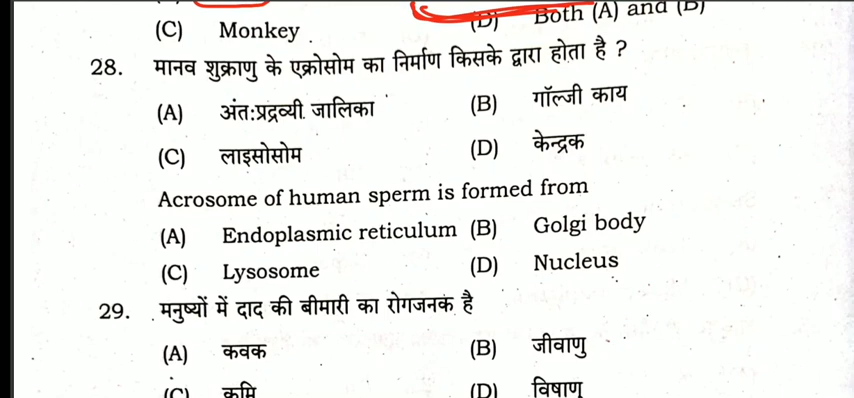 (C) Monkey
(D) Both (A) and (B)
28. मानव शुक्राणु के एक्रोसोम का निर्माण किसके द्वारा होता है ?
(A) अंत:प्रद्रव्यी जालिका (B) गॉल्जी काय
(C) लाइसोसोम (D) केन्द्रक
Acrosome of human sperm is formed from
(A) Endoplasmic reticulum (B) Golgi body
(C) Lysosome (D) Nucleus
29. मनुष्यों में दाद की बीमारी का रोगजनक है
(A) कवक (B) जीवाणु
(C) कृमि (D) विषाणु